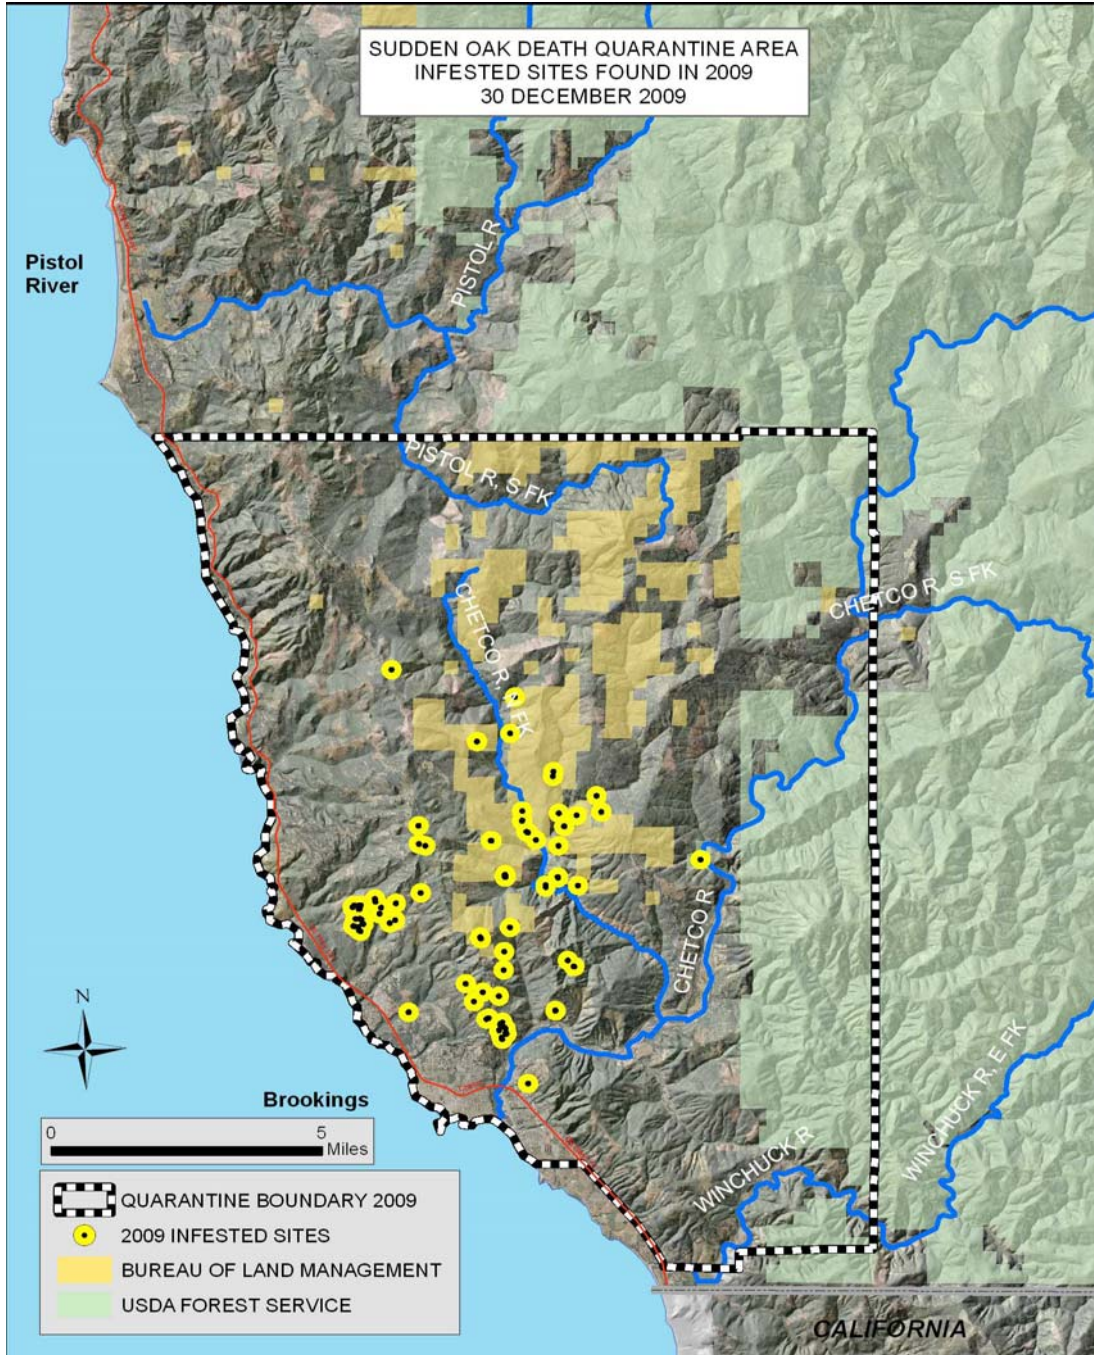 SUDDEN OAK DEATH QUARANTINE AREA
INFESTED SITES FOUND IN 2009
30 DECEMBER 2009
PISTOL R
Pistol
River
PISTOL R, S FK
CHETCO R, S FK
CHETCO R, N FK
CHETCO R
N
Brookings
0 5
Miles
WINCHUCK R, E FK
WINCHUCK R
QUARANTINE BOUNDARY 2009
2009 INFESTED SITES
BUREAU OF LAND MANAGEMENT
USDA FOREST SERVICE
CALIFORNIA